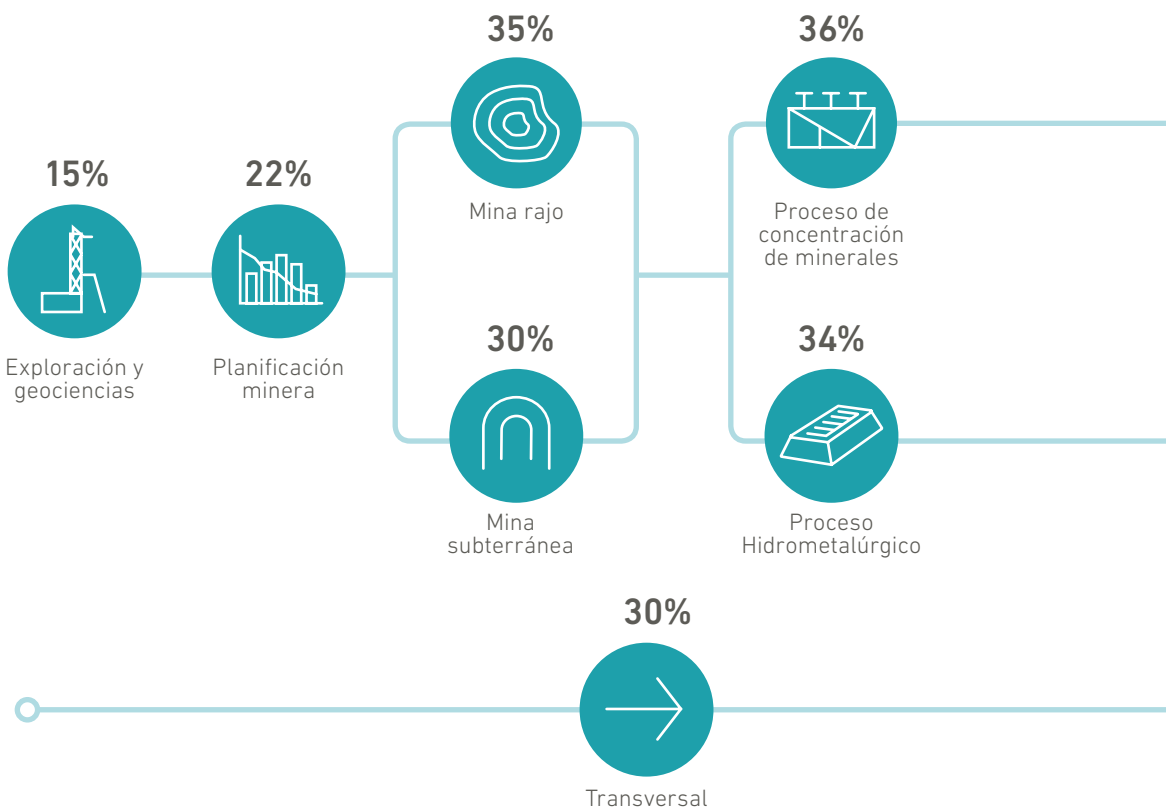 15%
Exploración y
geociencias
22%
Planificación
minera
35%
Mina rajo
30%
Mina
subterránea
36%
Proceso de
concentración
de minerales
34%
Proceso
Hidrometalúrgico
30%
Transversal